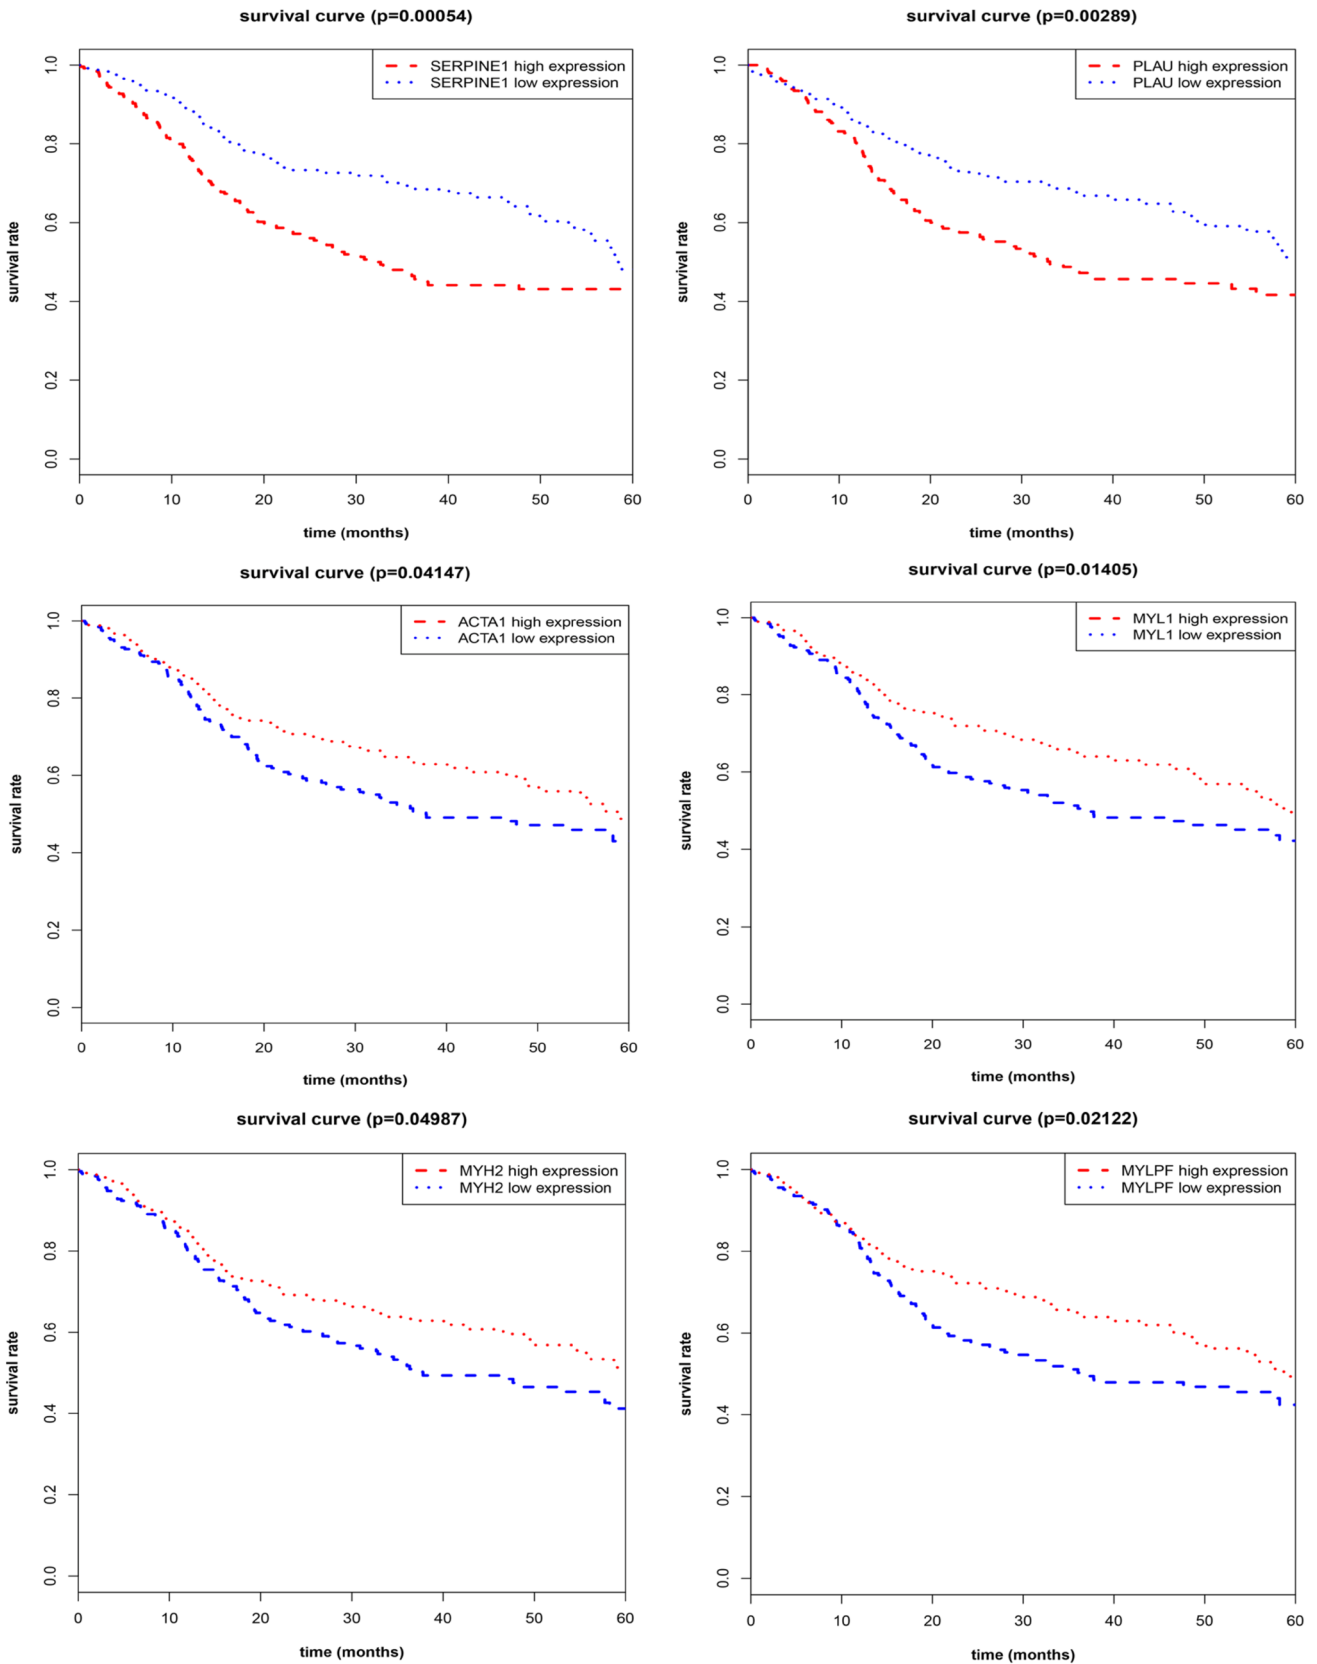 survival curve (p=0.00054)
SERPINE1 high expression
SERPINE1 low expression
survival rate
1.0
0.8
0.6
0.4
0.2
0.0
0 10 20 30 40 50 60
time (months)
survival curve (p=0.00289)
PLAU high expression
PLAU low expression
survival rate
1.0
0.8
0.6
0.4
0.2
0.0
0 10 20 30 40 50 60
time (months)
survival curve (p=0.04147)
ACTA1 high expression
ACTA1 low expression
survival rate
1.0
0.8
0.6
0.4
0.2
0.0
0 10 20 30 40 50 60
time (months)
survival curve (p=0.01405)
MYL1 high expression
MYL1 low expression
survival rate
1.0
0.8
0.6
0.4
0.2
0.0
0 10 20 30 40 50 60
time (months)
survival curve (p=0.04987)
MYH2 high expression
MYH2 low expression
survival rate
1.0
0.8
0.6
0.4
0.2
0.0
0 10 20 30 40 50 60
time (months)
survival curve (p=0.02122)
MYLPF high expression
MYLPF low expression
survival rate
1.0
0.8
0.6
0.4
0.2
0.0
0 10 20 30 40 50 60
time (months)